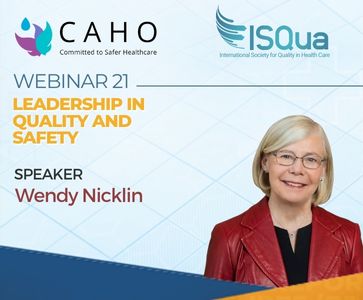 CAHO
Committed to Safer Healthcare
ISQua
International Society for Quality in Health Care
WEBINAR 21
LEADERSHIP IN
QUALITY AND
SAFETY
SPEAKER
Wendy Nicklin